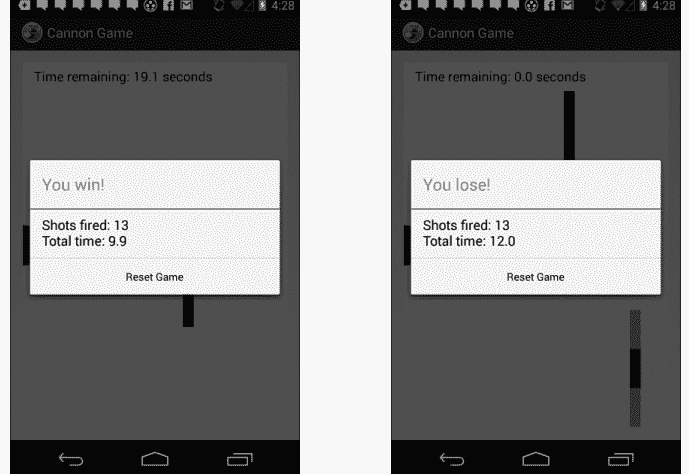 4:28
Cannon Game
Time remaining: 19.1 seconds
You win!
Shots fired: 13
Total time: 9.9
Reset Game
4:28
Cannon Game
Time remaining: 0.0 seconds
You lose!
Shots fired: 13
Total time: 12.0
Reset Game